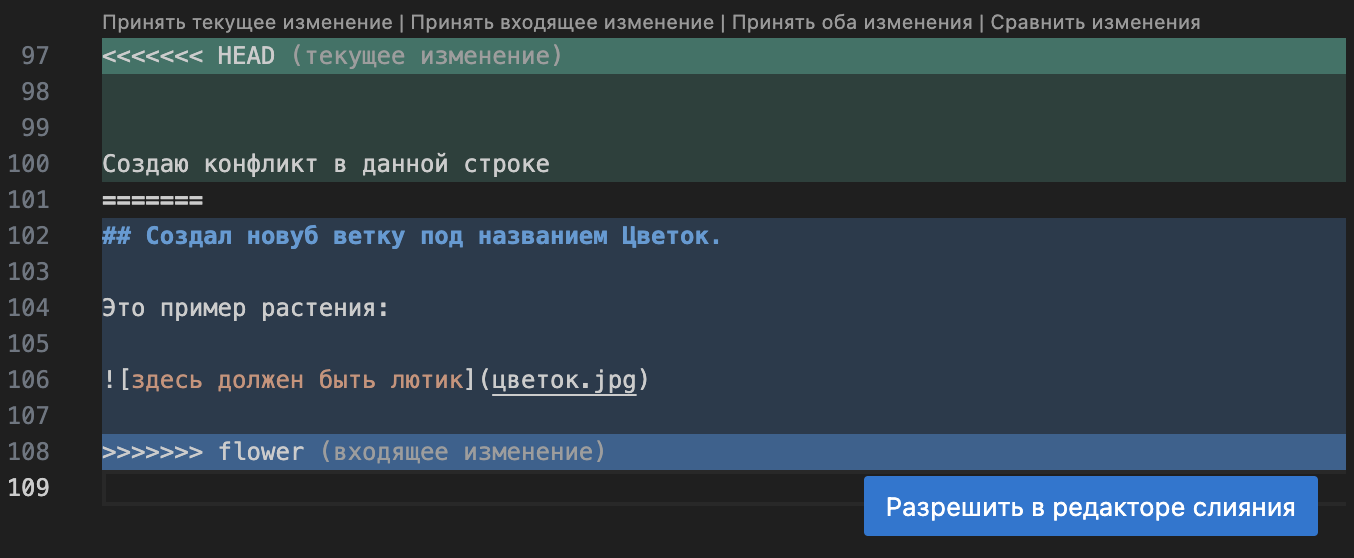 Принять текущее изменение | Принять входящее изменение | Принять оба изменения | Сравнить изменения
97 <<<<<<< HEAD (текущее изменение)
98
99
100 Создаю конфликт в данной строке
101 =======
102 ## Создал новуб ветку под названием Цветок.
103
104 Это пример растения:
105
106 ![здесь должен быть лютик](цветок.jpg)
107
108 >>>>>>> flower (входящее изменение)
109
Разрешить в редакторе слияния